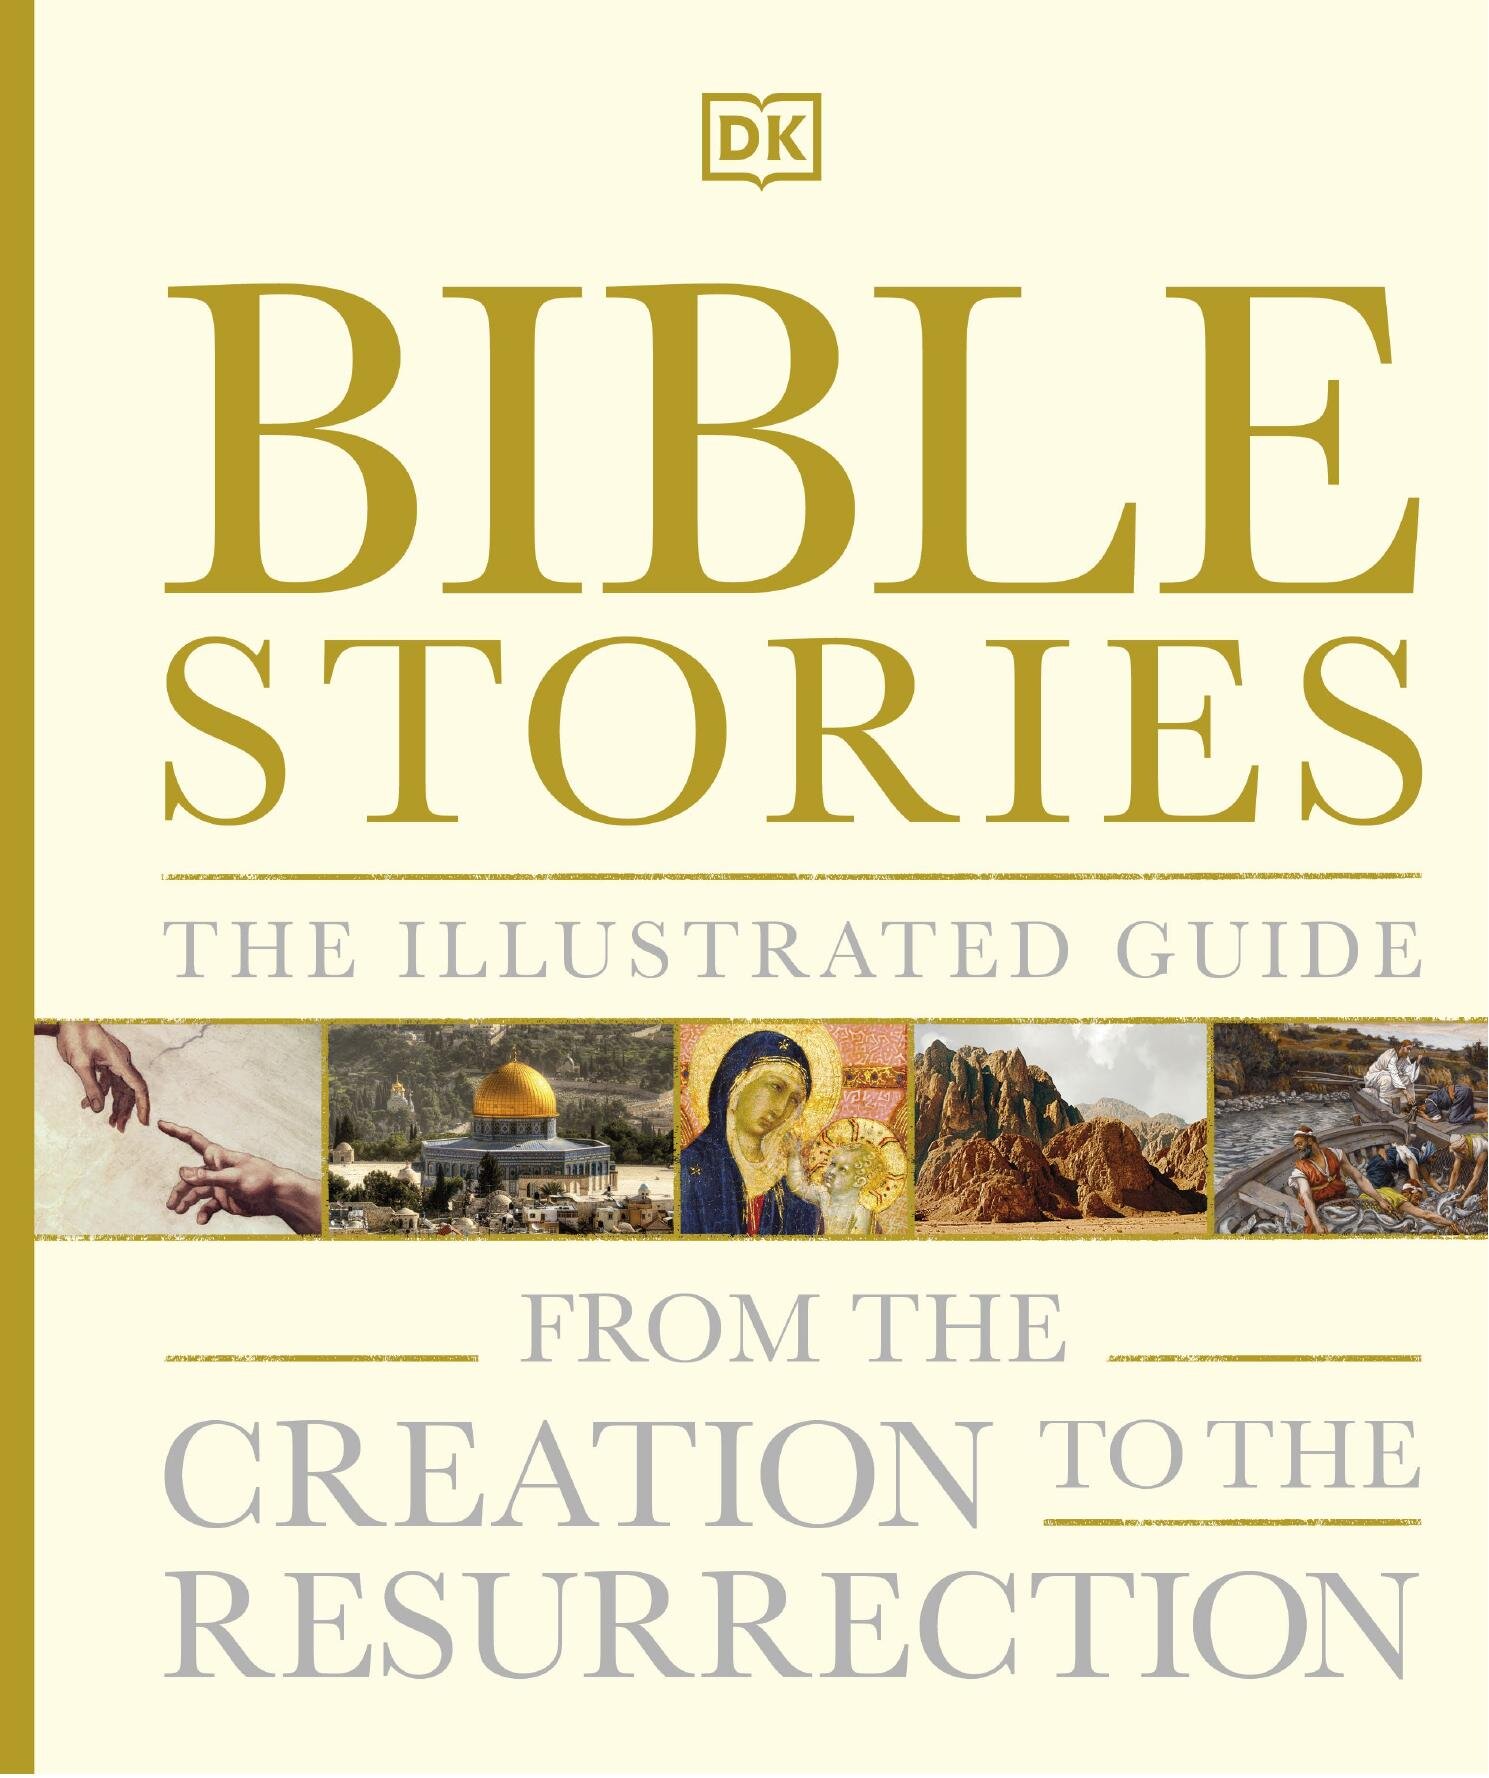 DK
BIBLE
STORIES
THE ILLUSTRATED GUIDE
FROM THE
CREATION TO THE
RESURRECTION